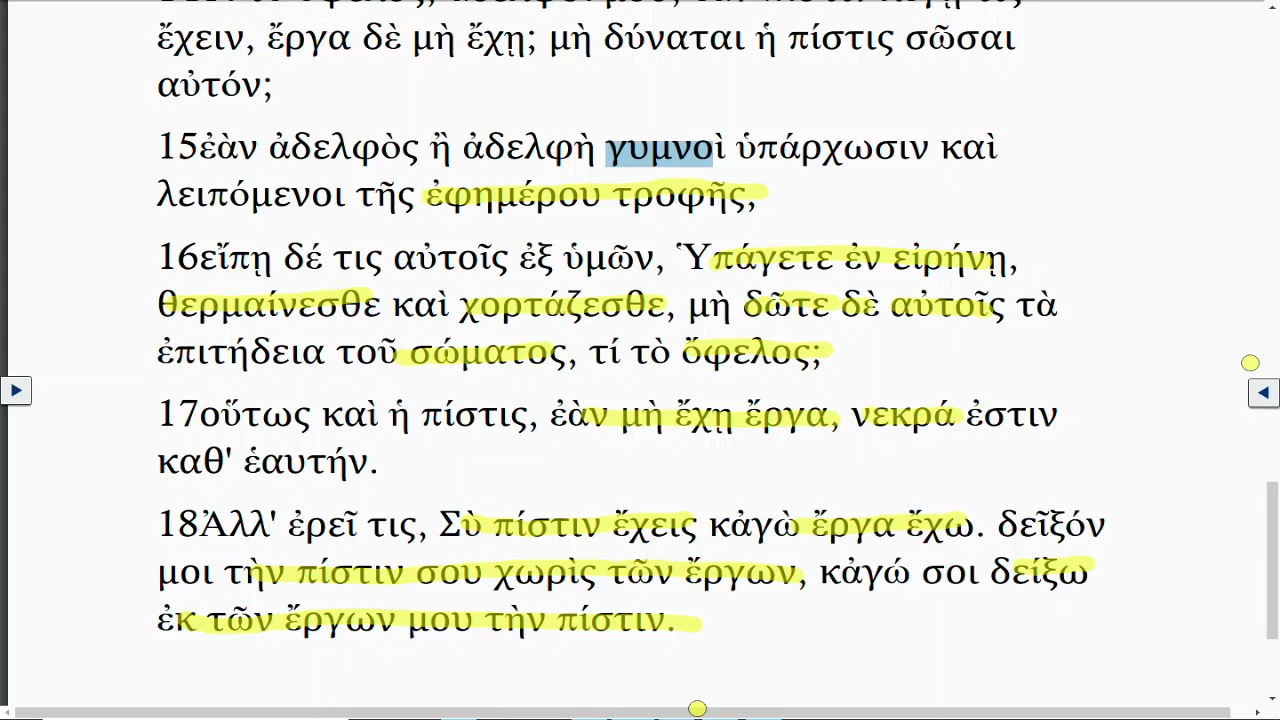 ἔχειν, ἔργα δὲ μὴ ἔχῃ; μὴ δύναται ἡ πίστις σῶσαι
αὐτόν;
15ἐὰν ἀδελφὸς ἢ ἀδελφὴ γυμνοὶ ὑπάρχωσιν καὶ
λειπόμενοι τῆς ἐφημέρου τροφῆς,
16εἴπῃ δέ τις αὐτοῖς ἐξ ὑμῶν, Ὑπάγετε ἐν εἰρήνῃ,
θερμαίνεσθε καὶ χορτάζεσθε, μὴ δῶτε δὲ αὐτοῖς τὰ
ἐπιτήδεια τοῦ σώματος, τί τὸ ὄφελος;
17οὕτως καὶ ἡ πίστις, ἐὰν μὴ ἔχῃ ἔργα, νεκρά ἐστιν
καθ' ἑαυτήν.
18Ἀλλ' ἐρεῖ τις, Σὺ πίστιν ἔχεις κἀγὼ ἔργα ἔχω. δεῖξόν
μοι τὴν πίστιν σου χωρὶς τῶν ἔργων, κἀγώ σοι δείξω
ἐκ τῶν ἔργων μου τὴν πίστιν.